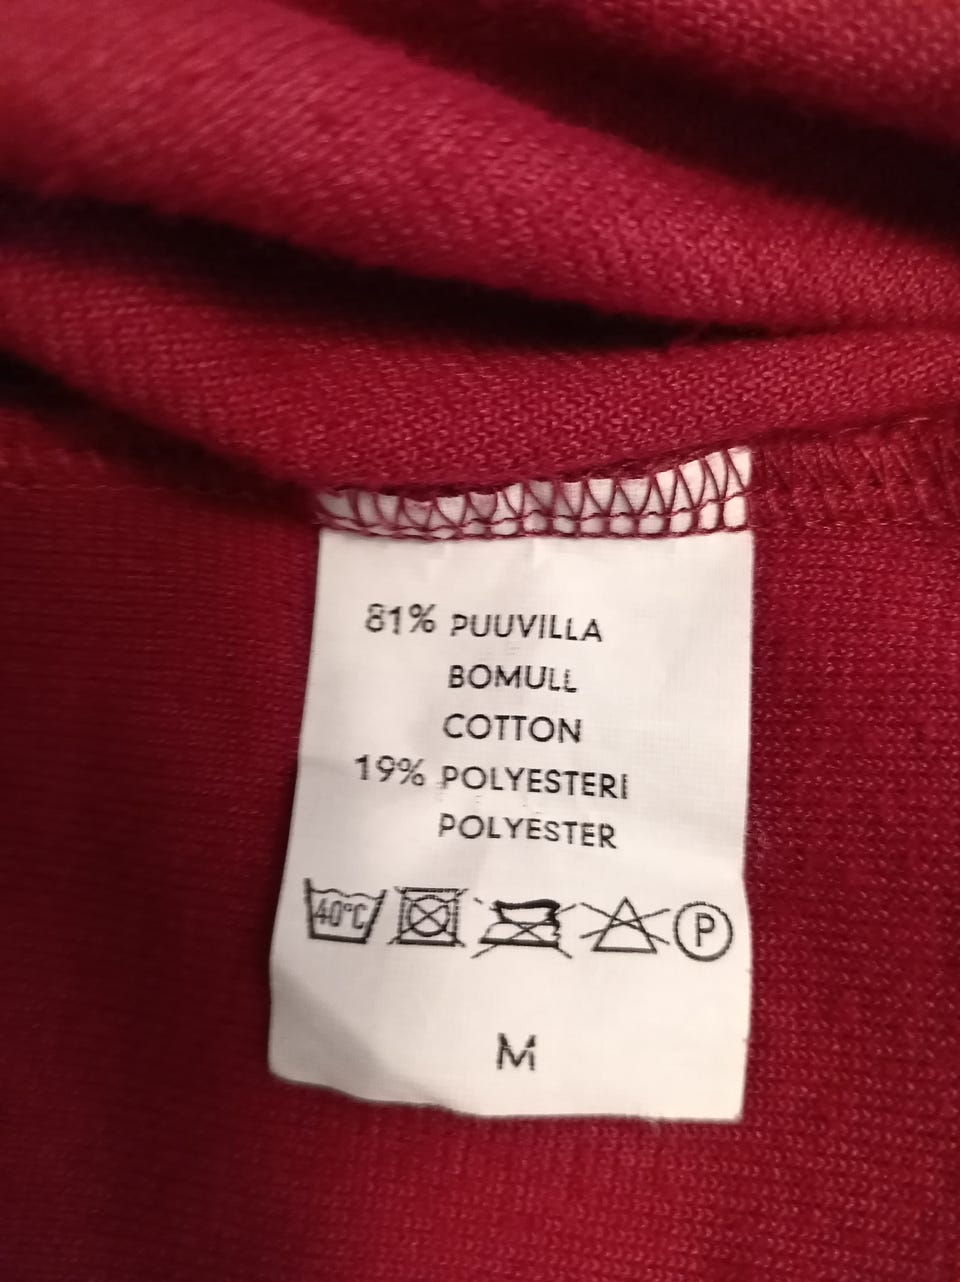 81% PUUVILLA
BOMULL
COTTON
19% POLYESTERI
POLYESTER
40°C P
M